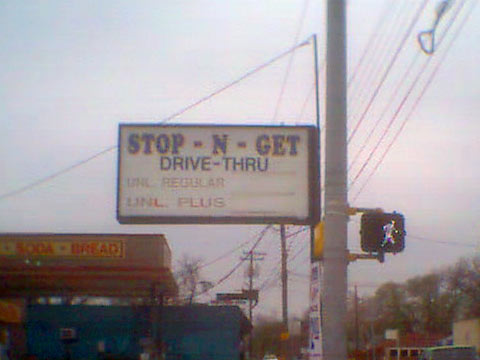 STOP - N - GET
DRIVE-THRU
UNL. REGULAR
UNL. PLUS
SODA - BREAD